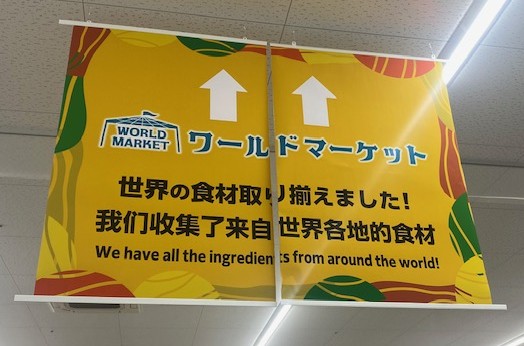 WORLD
MARKET
ワールドマーケット
世界の食材取り揃えました!
我们收集了来自世界各地的食材
We have all the ingredients from around the world!